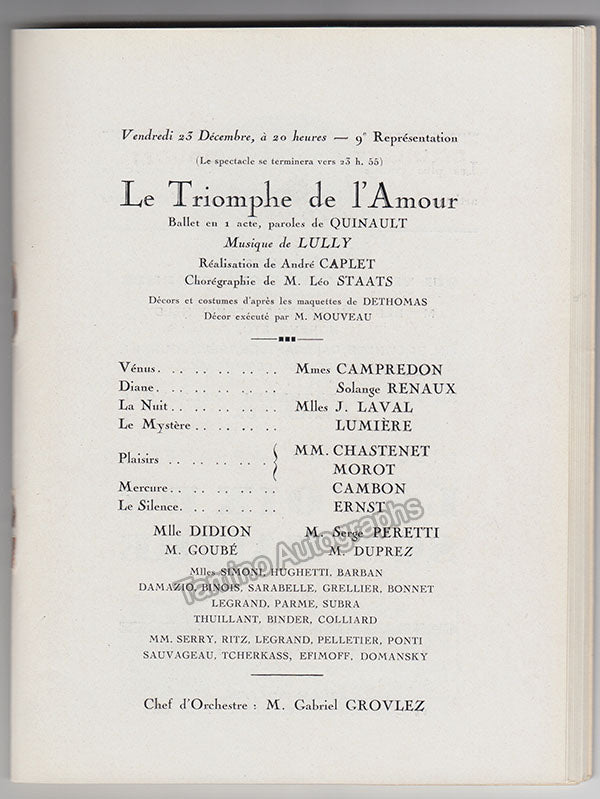 Vendredi 23 Décembre, à 20 heures — 9e Représentation
(Le spectacle se terminera vers 23 h. 55)
Le Triomphe de l'Amour
Ballet en 1 acte, paroles de QUINAULT
Musique de LULLY
Réalisation de André CAPLET
Chorégraphie de M. Léo STAATS
Décors et costumes d'après les maquettes de DETHOMAS
Décor exécuté par M. MOUVEAU
Vénus. . . . . . . . . Mmes CAMPREDON
Diane. . . . . . . . . Solange RENAUX
La Nuit. . . . . . . . Mlles J. LAVAL
Le Mystère . . . . . . LUMIÈRE
Plaisirs . . . . . . . { MM. CHASTENET
MOROT
Mercure. . . . . . . . CAMBON
Le Silence. . . . . . . ERNST
Mlle DIDION M. Serge PERETTI
M. GOUBÉ M. DUPREZ
Mlles SIMONI, HUGHETTI, BARBAN
DAMAZIO, BINOIS, SARABELLE, GRELLIER, BONNET
LEGRAND, PARME, SUBRA
THUILLANT, BINDER, COLLIARD
MM. SERRY, RITZ, LEGRAND, PELLETIER, PONTI
SAUVAGEAU, TCHERKASS, EFIMOFF, DOMANSKY
Chef d'Orchestre : M. Gabriel GROVLEZ
Tamino Autographs